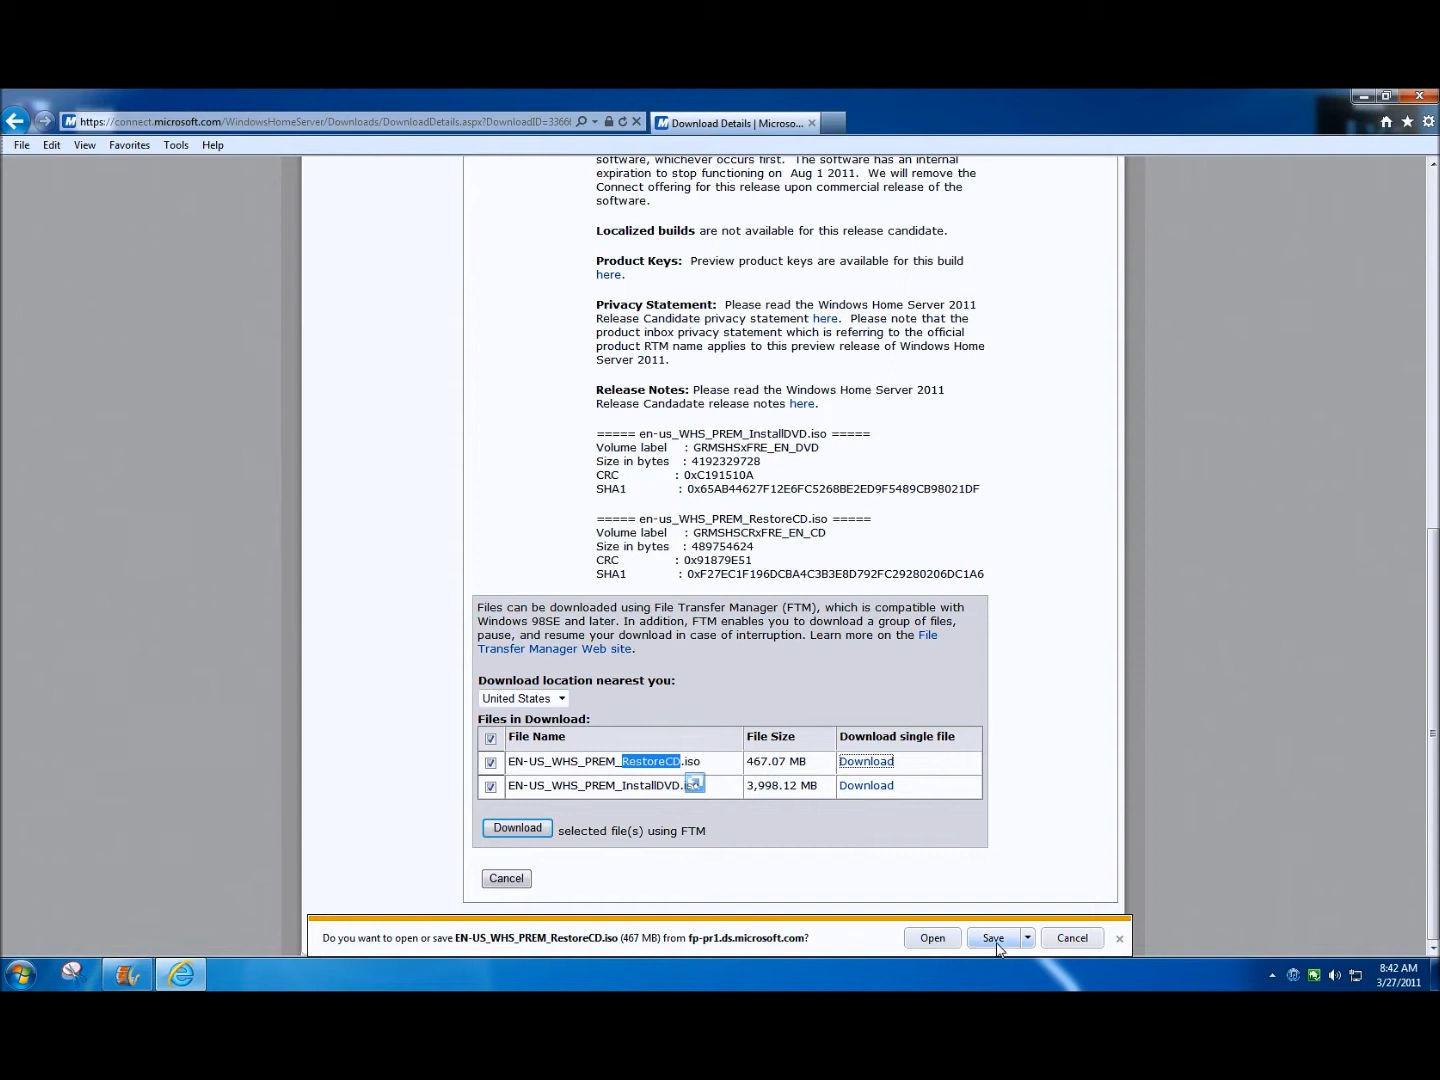 https://connect.microsoft.com/WindowsHomeServer/Downloads/DownloadDetails.aspx?DownloadID=3366
Download Details | Microso...
File Edit View Favorites Tools Help
software, whichever occurs first. The software has an internal
expiration to stop functioning on Aug 1 2011. We will remove the
Connect offering for this release upon commercial release of the
software.
Localized builds are not available for this release candidate.
Product Keys: Preview product keys are available for this build
here.
Privacy Statement: Please read the Windows Home Server 2011
Release Candidate privacy statement here. Please note that the
product inbox privacy statement which is referring to the official
product RTM name applies to this preview release of Windows Home
Server 2011.
Release Notes: Please read the Windows Home Server 2011
Release Candadate release notes here.
===== en-us_WHS_PREM_InstallDVD.iso =====
Volume label : GRMSHSxFRE_EN_DVD
Size in bytes : 4192329728
CRC : 0xC191510A
SHA1 : 0x65AB44627F12E6FC5268BE2ED9F5489CB98021DF
===== en-us_WHS_PREM_RestoreCD.iso =====
Volume label : GRMSHSCRxFRE_EN_CD
Size in bytes : 489754624
CRC : 0x91879E51
SHA1 : 0xF27EC1F196DCBA4C3B3E8D792FC29280206DC1A6
Files can be downloaded using File Transfer Manager (FTM), which is compatible with
Windows 98SE and later. In addition, FTM enables you to download a group of files,
pause, and resume your download in case of interruption. Learn more on the File
Transfer Manager Web site.
Download location nearest you:
United States
Files in Download:
File Name File Size Download single file
EN-US_WHS_PREM_RestoreCD.iso 467.07 MB Download
EN-US_WHS_PREM_InstallDVD.iso 3,998.12 MB Download
Download selected file(s) using FTM
Cancel
Do you want to open or save EN-US_WHS_PREM_RestoreCD.iso (467 MB) from fp-pr1.ds.microsoft.com? Open Save Cancel
8:42 AM
3/27/2011